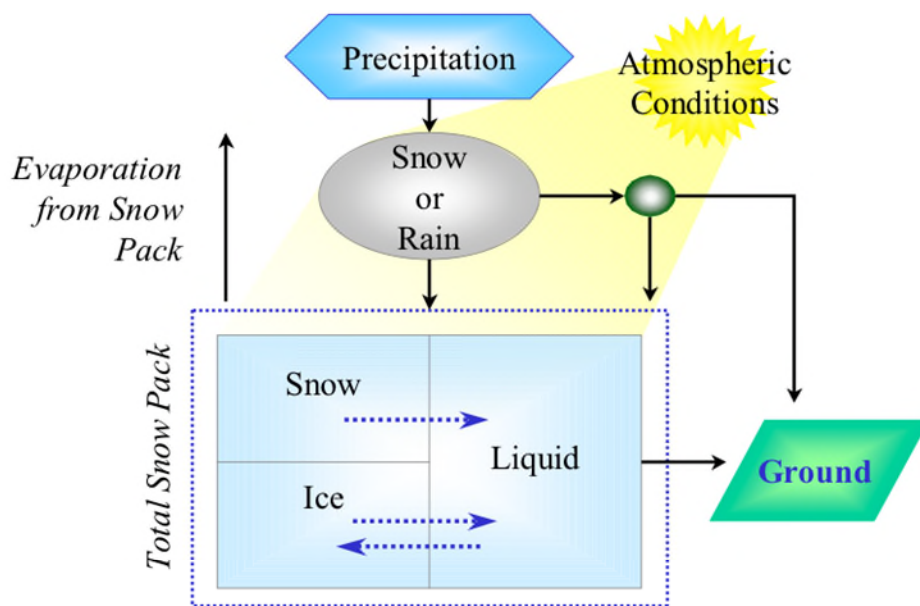 Precipitation
Atmospheric
Conditions
Evaporation
from Snow
Pack
Snow
or
Rain
Total Snow Pack
Snow
Liquid
Ice
Ground